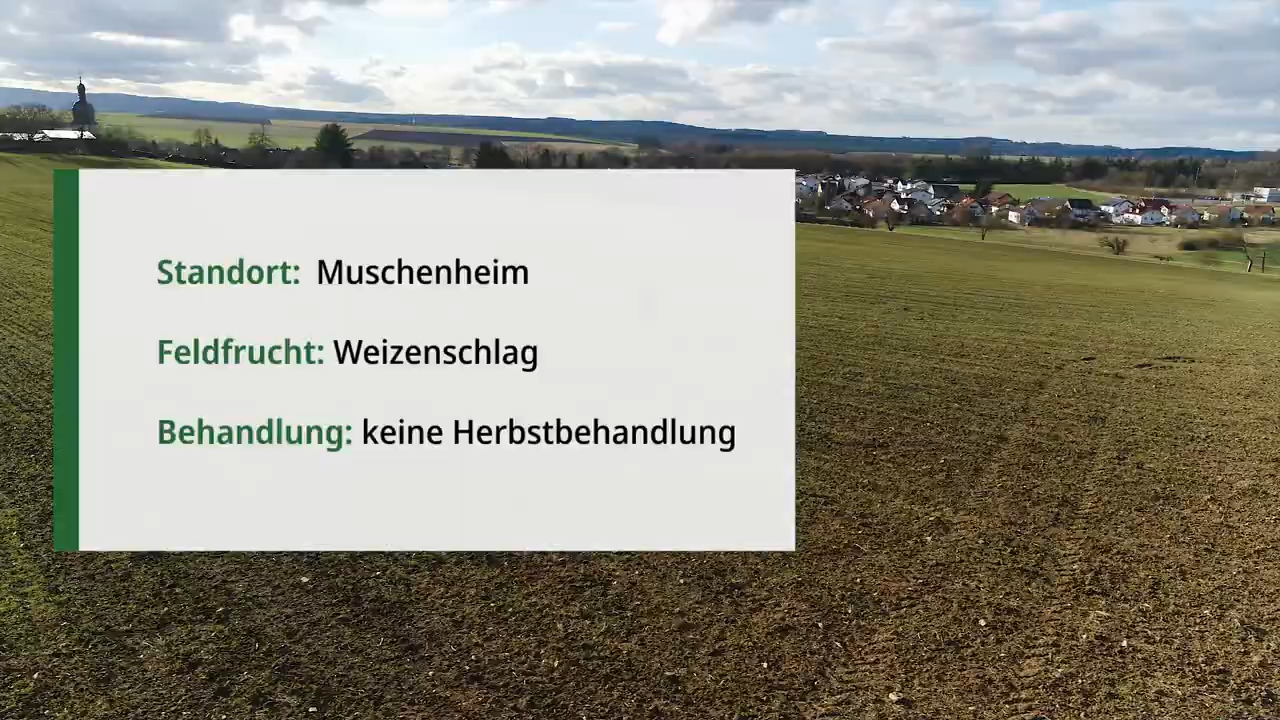 Standort: Muschenheim
Feldfrucht: Weizenschlag
Behandlung: keine Herbstbehandlung